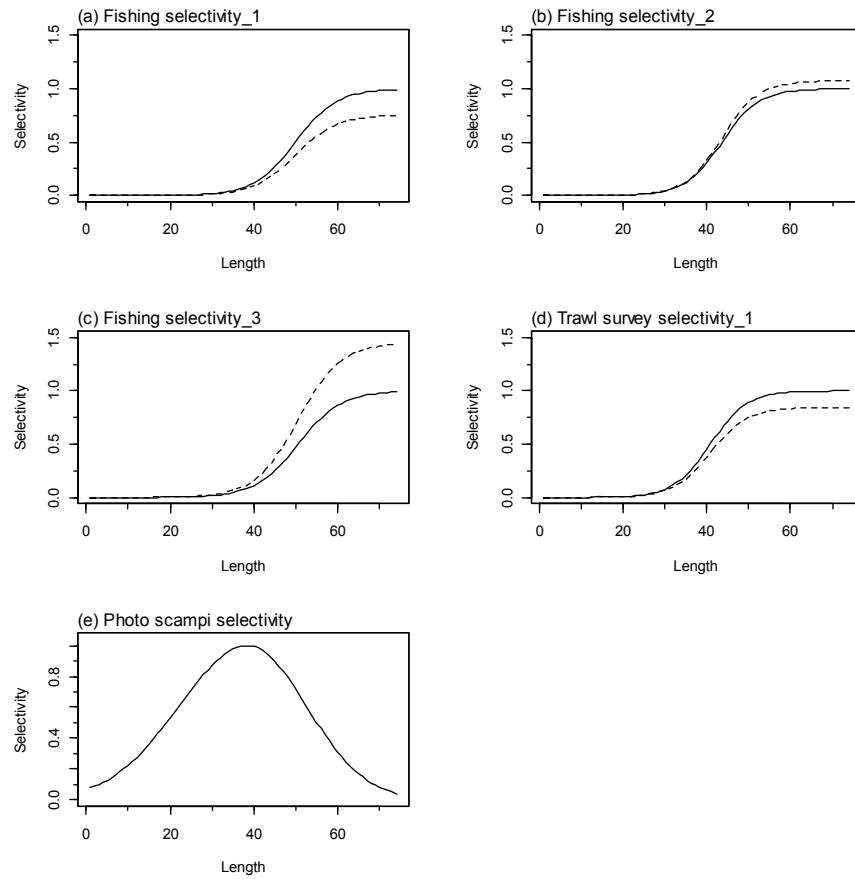 (a) Fishing selectivity_1
1.5
1.0
0.5
0.0
Selectivity
0 20 40 60
Length
(b) Fishing selectivity_2
1.5
1.0
0.5
0.0
Selectivity
0 20 40 60
Length
(c) Fishing selectivity_3
1.5
1.0
0.5
0.0
Selectivity
0 20 40 60
Length
(d) Trawl survey selectivity_1
1.5
1.0
0.5
0.0
Selectivity
0 20 40 60
Length
(e) Photo scampi selectivity
0.8
0.4
0.0
Selectivity
0 20 40 60
Length